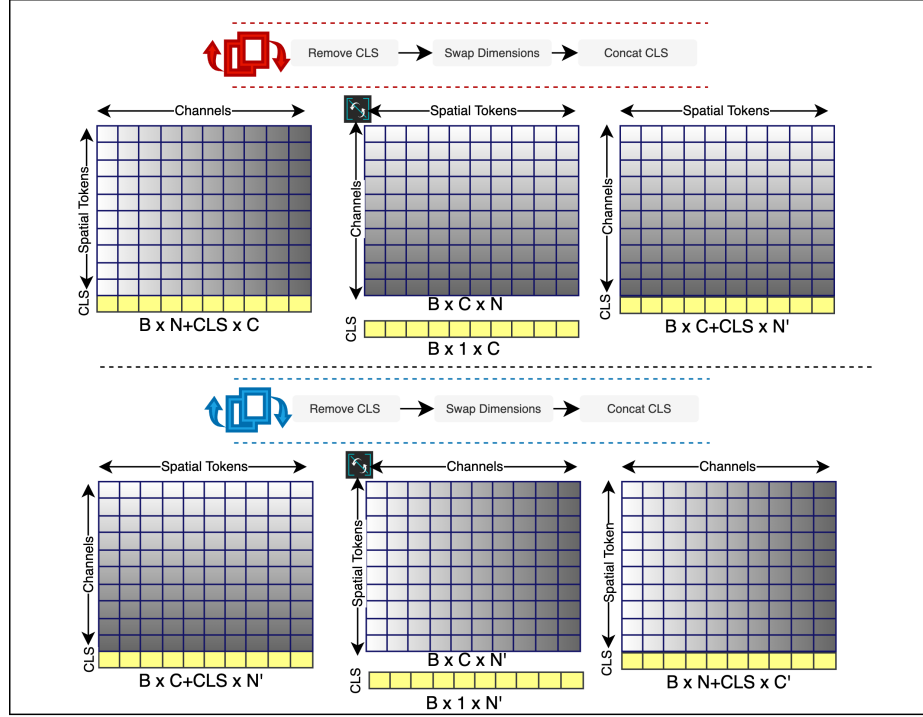 Remove CLS
Swap Dimensions
Concat CLS
Channels
Spatial Tokens
CLS
B x N+CLS x C
Spatial Tokens
Channels
B x C x N
CLS
B x 1 x C
Spatial Tokens
Channels
CLS
B x C+CLS x N'
Remove CLS
Swap Dimensions
Concat CLS
Spatial Tokens
Channels
CLS
B x C+CLS x N'
Channels
Spatial Tokens
B x C x N'
CLS
B x 1 x N'
Channels
Spatial Token
CLS
B x N+CLS x C'